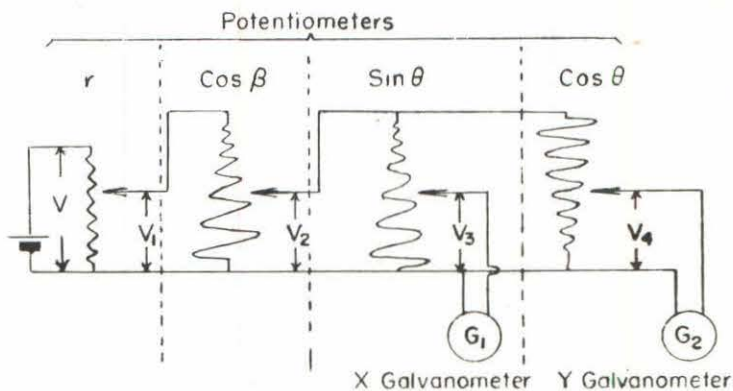 Potentiometers
r Cos β Sin θ Cos θ
V V₁ V₂ V₃ V₄
G₁ G₂
X Galvanometer Y Galvanometer